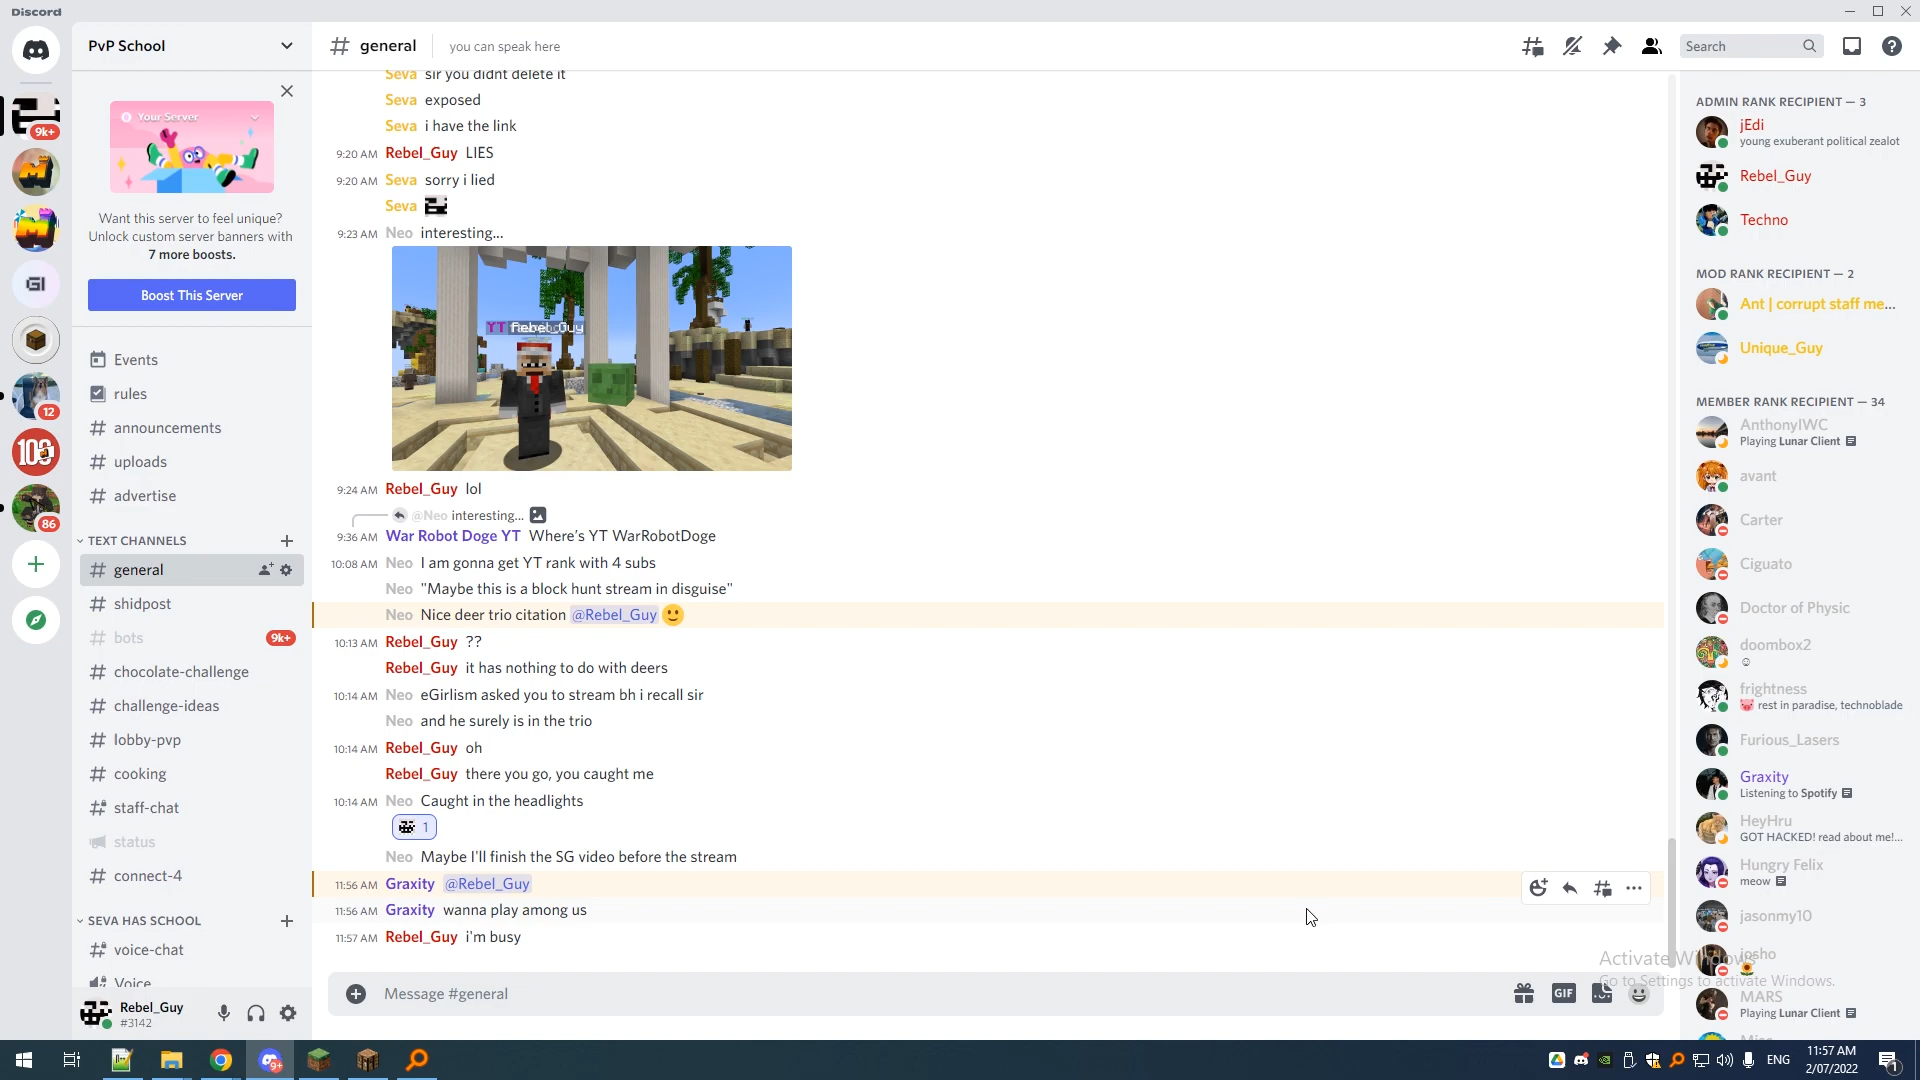 Discord
PvP School
# general
you can speak here
Search
9k+
Your Server
Want this server to feel unique?
Unlock custom server banners with
7 more boosts.
Boost This Server
GI
12
100
86
Events
rules
announcements
uploads
advertise
TEXT CHANNELS
general
shidpost
bots
9k+
chocolate-challenge
challenge-ideas
lobby-pvp
cooking
staff-chat
status
connect-4
SEVA HAS SCHOOL
voice-chat
Voice
Rebel_Guy
#3142
Seva sir you didnt delete it
Seva exposed
Seva i have the link
9:20 AM Rebel_Guy LIES
9:20 AM Seva sorry i lied
Seva
9:23 AM Neo interesting...
YT Rebel_Guy
9:24 AM Rebel_Guy lol
@Neo interesting...
9:36 AM War Robot Doge YT Where's YT WarRobotDoge
10:08 AM Neo I am gonna get YT rank with 4 subs
Neo "Maybe this is a block hunt stream in disguise"
Neo Nice deer trio citation @Rebel_Guy 🙂
10:13 AM Rebel_Guy ??
Rebel_Guy it has nothing to do with deers
10:14 AM Neo eGirlism asked you to stream bh i recall sir
Neo and he surely is in the trio
10:14 AM Rebel_Guy oh
Rebel_Guy there you go, you caught me
10:14 AM Neo Caught in the headlights
1
Neo Maybe I'll finish the SG video before the stream
11:56 AM Graxity @Rebel_Guy
11:56 AM Graxity wanna play among us
11:57 AM Rebel_Guy i'm busy
Message #general
GIF
ADMIN RANK RECIPIENT — 3
jEdi
young exuberant political zealot
Rebel_Guy
Techno
MOD RANK RECIPIENT — 2
Ant | corrupt staff me...
Unique_Guy
MEMBER RANK RECIPIENT — 34
AnthonyIWC
Playing Lunar Client
avant
Carter
Ciguato
Doctor of Physic
doombox2
frightness
rest in paradise, technoblade
Furious_Lasers
Graxity
Listening to Spotify
HeyHru
GOT HACKED! read about me!...
Hungry Felix
meow
jasonmy10
josho
MARS
Playing Lunar Client
Activate Windows
Go to Settings to activate Windows.
9+
ENG
11:57 AM
2/07/2022
1